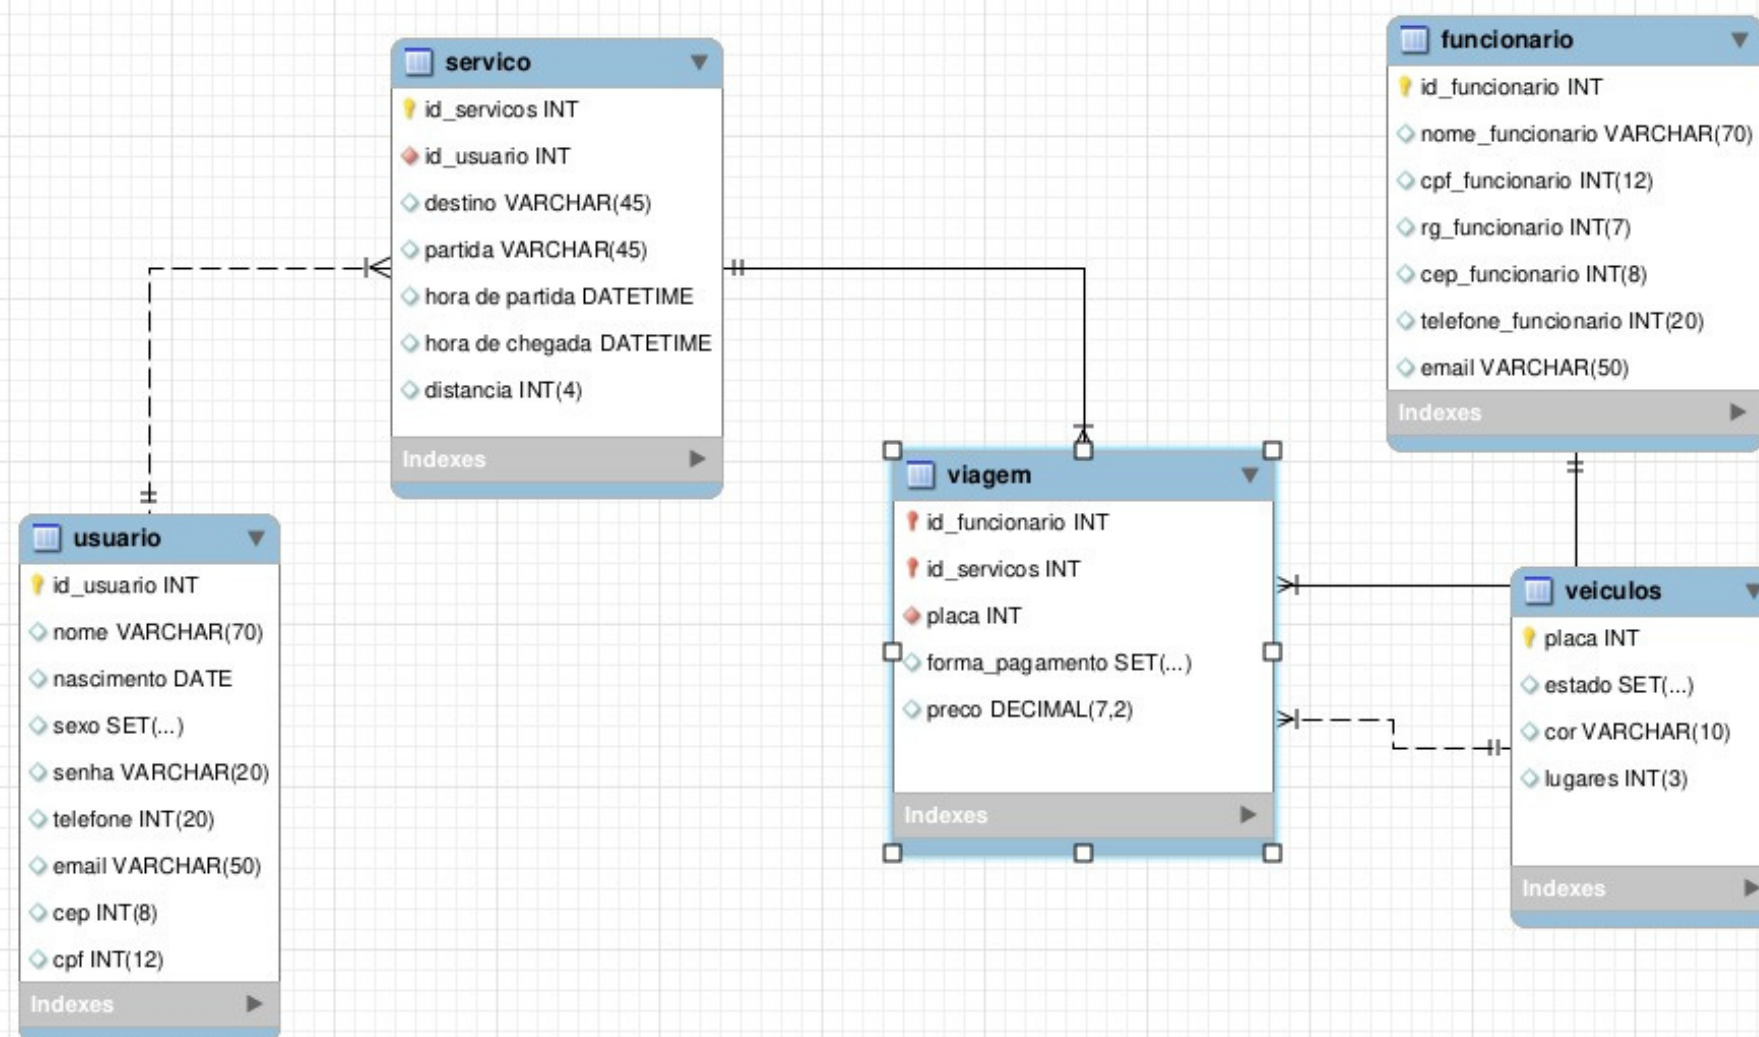 servico
id_servicos INT
id_usuario INT
destino VARCHAR(45)
partida VARCHAR(45)
hora de partida DATETIME
hora de chegada DATETIME
distancia INT(4)
Indexes
funcionario
id_funcionario INT
nome_funcionario VARCHAR(70)
cpf_funcionario INT(12)
rg_funcionario INT(7)
cep_funcionario INT(8)
telefone_funcionario INT(20)
email VARCHAR(50)
Indexes
usuario
id_usuario INT
nome VARCHAR(70)
nascimento DATE
sexo SET(...)
senha VARCHAR(20)
telefone INT(20)
email VARCHAR(50)
cep INT(8)
cpf INT(12)
Indexes
viagem
id_funcionario INT
id_servicos INT
placa INT
forma_pagamento SET(...)
preco DECIMAL(7,2)
Indexes
veiculos
placa INT
estado SET(...)
cor VARCHAR(10)
lugares INT(3)
Indexes